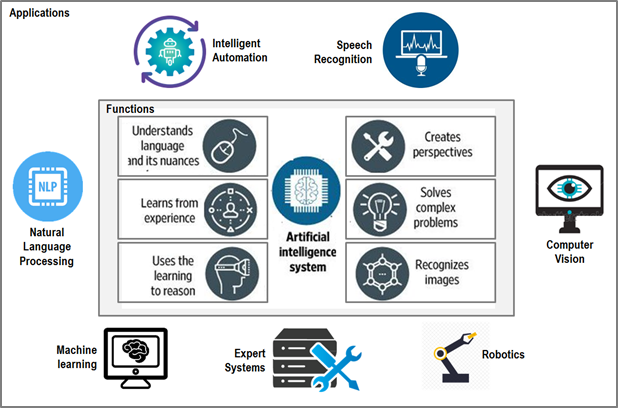 Applications
Intelligent
Automation
Speech
Recognition
Functions
Understands
language
and its nuances
Creates
perspectives
NLP
Natural
Language
Processing
Learns from
experience
Artificial
intelligence
system
Solves
complex
problems
Computer
Vision
Uses the
learning
to reason
Recognizes
images
Machine
learning
Expert
Systems
Robotics